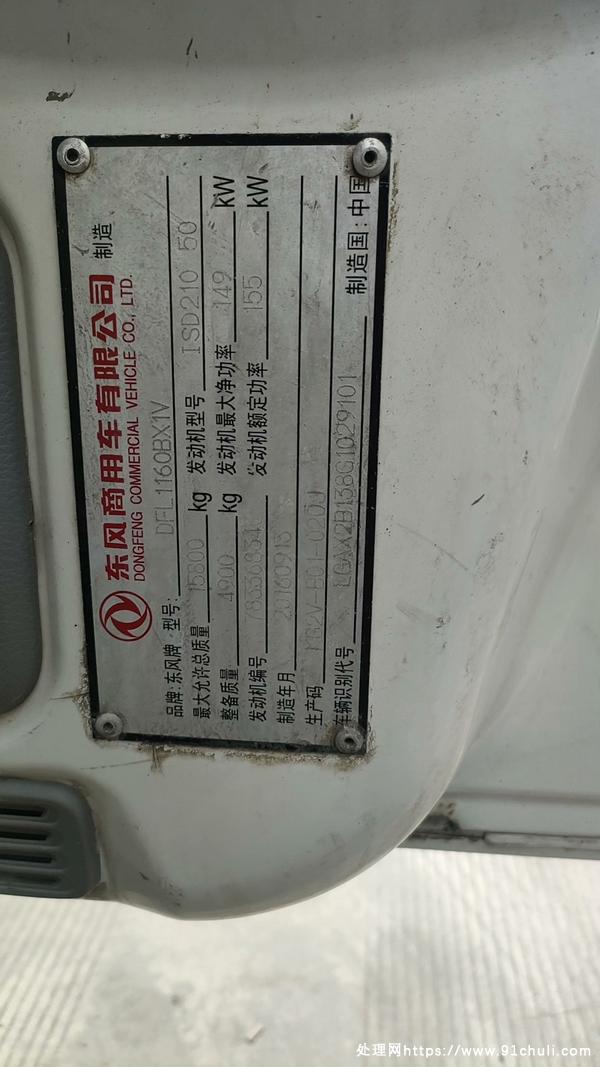 东风商用车有限公司 制造
DONGFENG COMMERCIAL VEHICLE CO., LTD.
品牌:东风牌 型号: DFL1160BX1V
最大允许总质量 15800 kg 发动机型号 ISD210 50
整备质量 4900 kg 发动机最大净功率 149 kW
发动机编号 78336834 发动机额定功率 155 kW
制造年月 20160913
生产码
车辆识别代号 LGAX2B138G1029101 制造国: 中国
处理网https://www.91chuli.com/